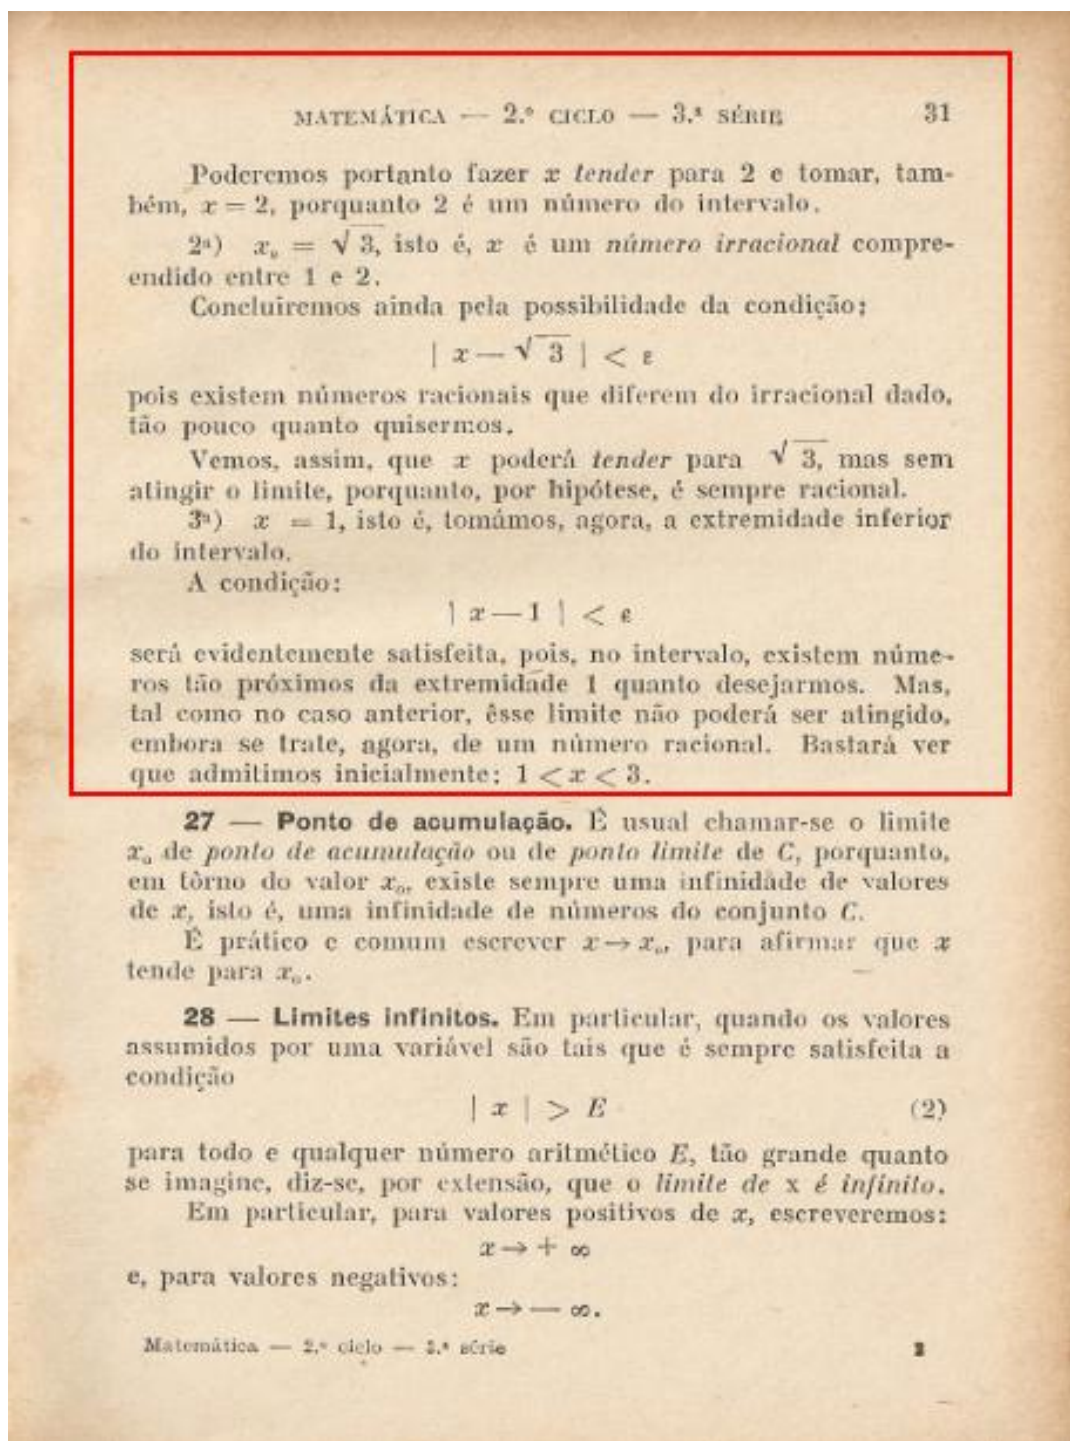 MATEMÁTICA — 2.º CICLO — 3.ª SÉRIE 31
Poderemos portanto fazer x tender para 2 e tomar, tam-
bém, x = 2, porquanto 2 é um número do intervalo.
2ª) x₀ = √3, isto é, x é um número irracional compre-
endido entre 1 e 2.
Concluiremos ainda pela possibilidade da condição:
| x — √3 | < ε
pois existem números racionais que diferem do irracional dado,
tão pouco quanto quisermos.
Vemos, assim, que x poderá tender para √3, mas sem
atingir o limite, porquanto, por hipótese, é sempre racional.
3ª) x = 1, isto é, tomámos, agora, a extremidade inferior
do intervalo.
A condição:
| x — 1 | < ε
será evidentemente satisfeita, pois, no intervalo, existem núme-
ros tão próximos da extremidade 1 quanto desejarmos. Mas,
tal como no caso anterior, êsse limite não poderá ser atingido,
embora se trate, agora, de um número racional. Bastará ver
que admitimos inicialmente: 1 < x < 3.
27 — Ponto de acumulação. É usual chamar-se o limite
x₀ de ponto de acumulação ou de ponto limite de C, porquanto,
em tôrno do valor x₀, existe sempre uma infinidade de valores
de x, isto é, uma infinidade de números do conjunto C.
É prático e comum escrever x → x₀, para afirmar que x
tende para x₀.
28 — Limites infinitos. Em particular, quando os valores
assumidos por uma variável são tais que é sempre satisfeita a
condição
| x | > E (2)
para todo e qualquer número aritmético E, tão grande quanto
se imagine, diz-se, por extensão, que o limite de x é infinito.
Em particular, para valores positivos de x, escreveremos:
x → + ∞
e, para valores negativos:
x → — ∞.
Matemática — 2.º ciclo — 3.ª série